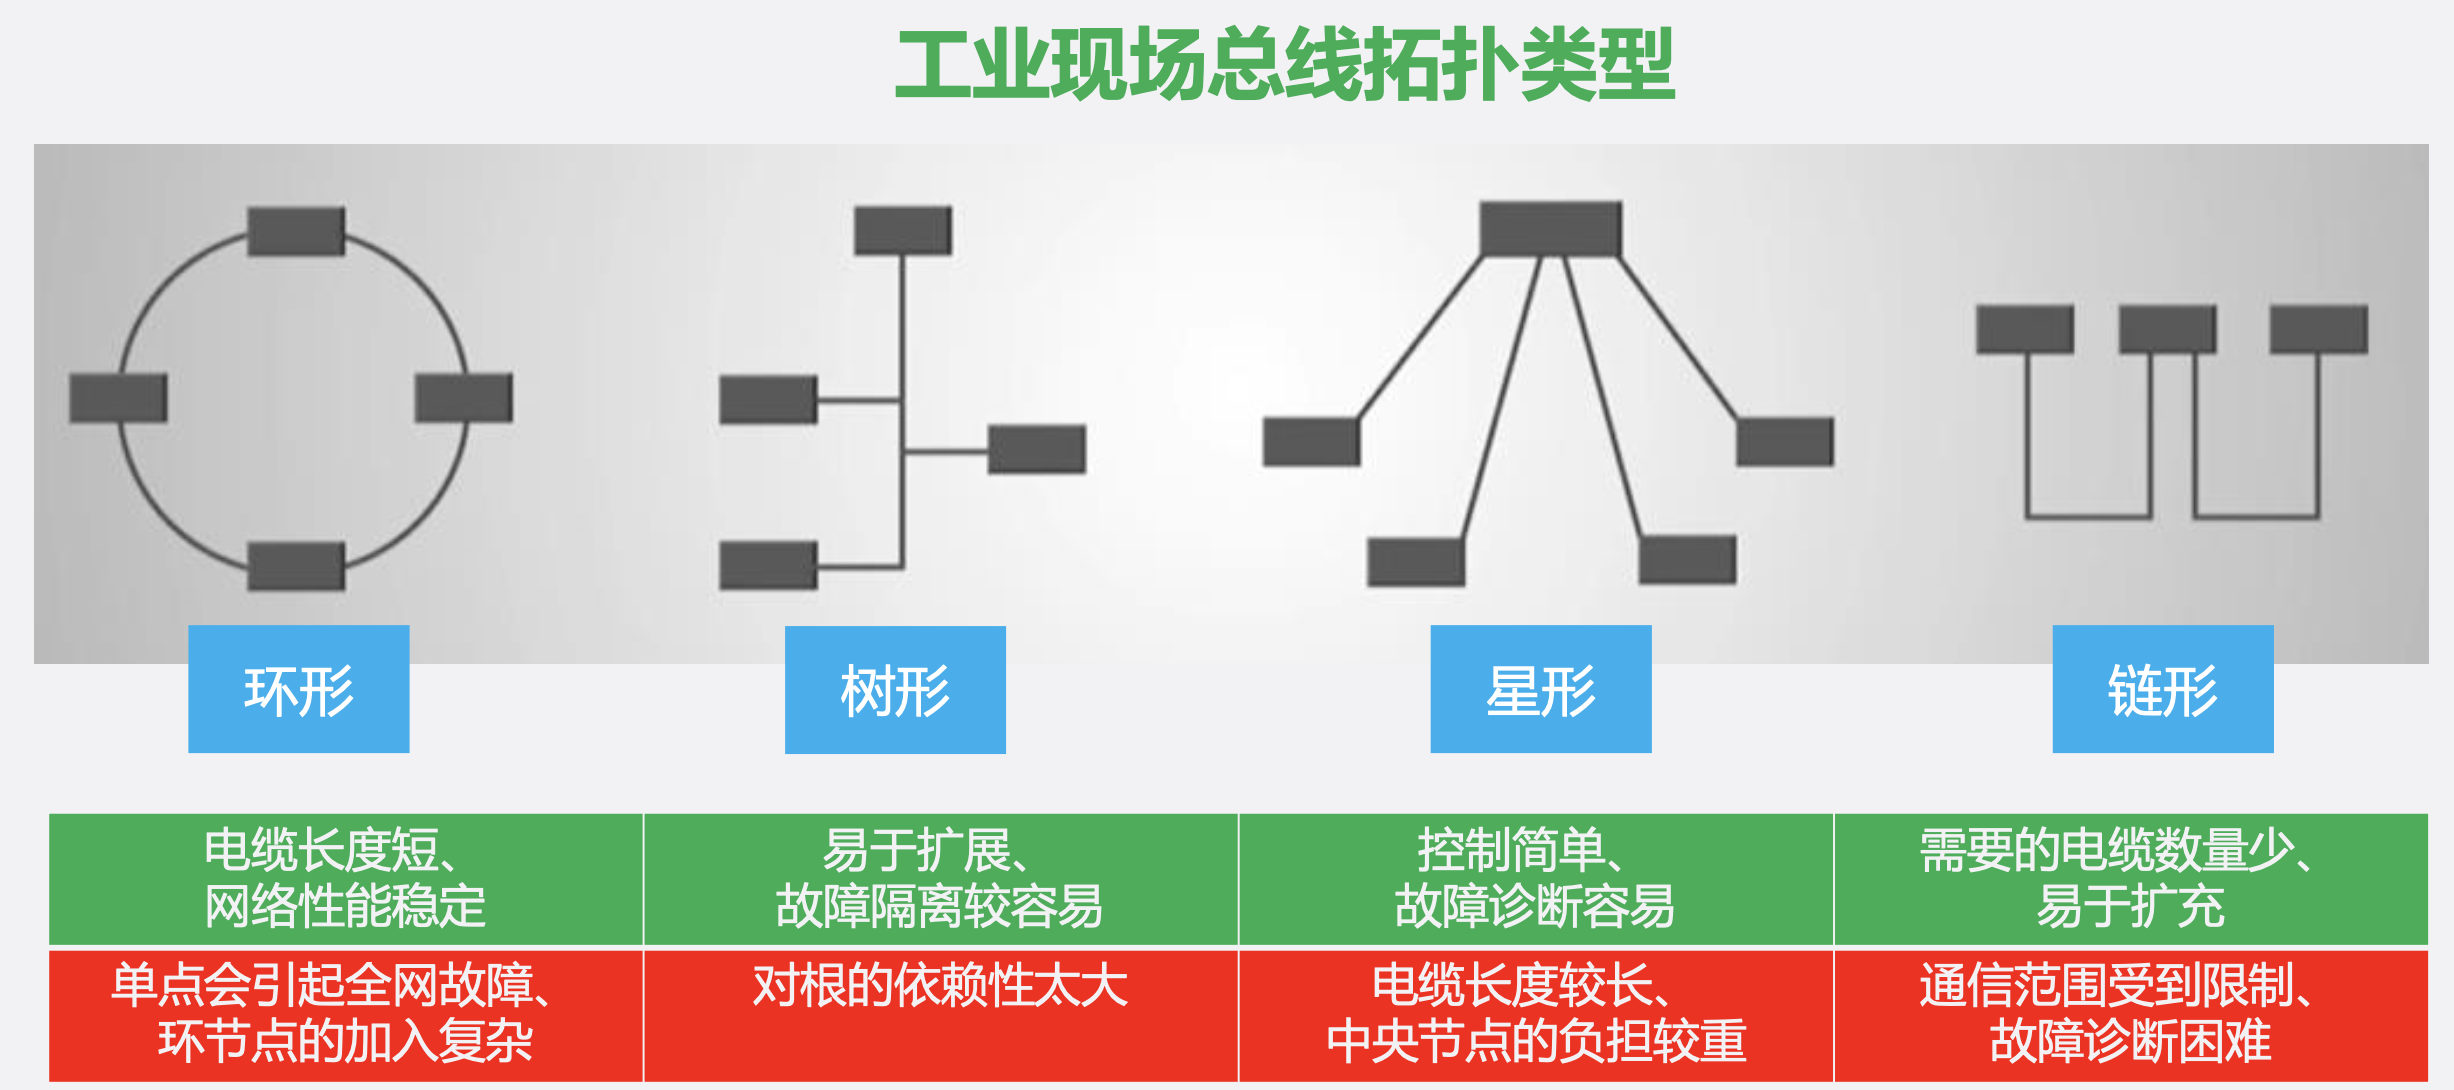 工业现场总线拓扑类型
环形
树形
星形
链形
电缆长度短、
网络性能稳定
易于扩展、
故障隔离较容易
控制简单、
故障诊断容易
需要的电缆数量少、
易于扩充
单点会引起全网故障、
环节点的加入复杂
对根的依赖性太大
电缆长度较长、
中央节点的负担较重
通信范围受到限制、
故障诊断困难